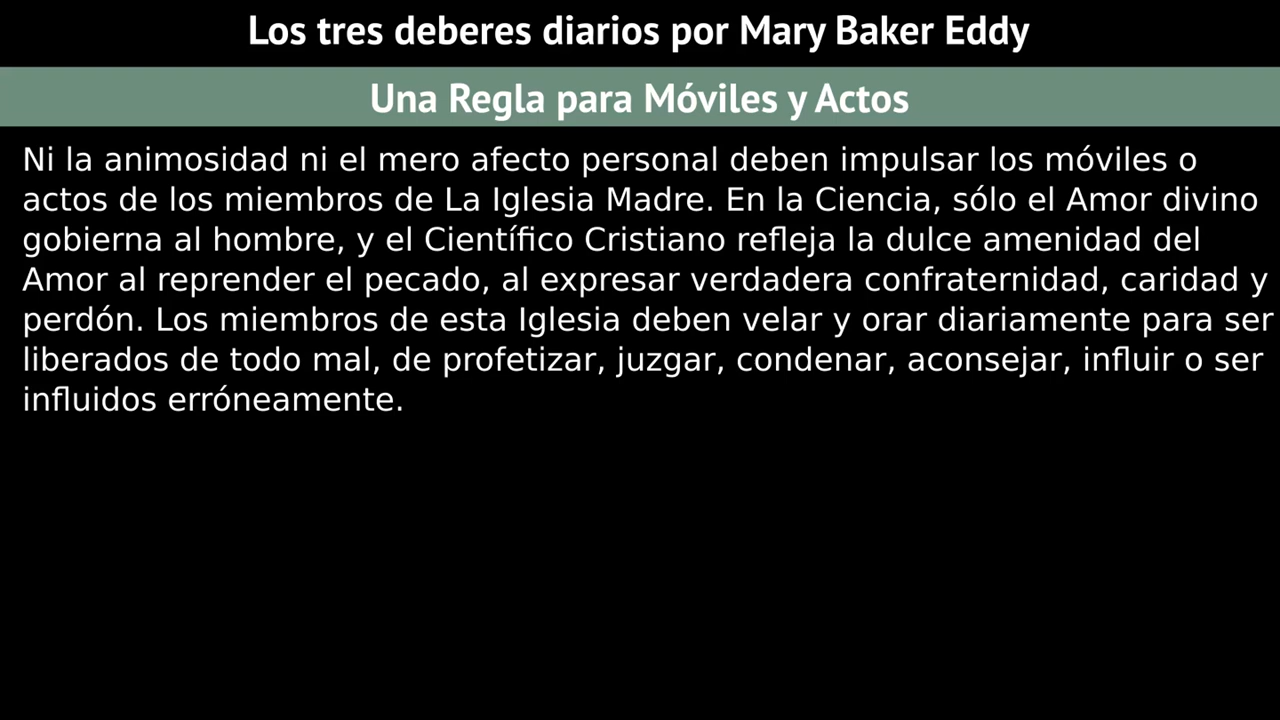 Los tres deberes diarios por Mary Baker Eddy
Una Regla para Móviles y Actos
Ni la animosidad ni el mero afecto personal deben impulsar los móviles o
actos de los miembros de La Iglesia Madre. En la Ciencia, sólo el Amor divino
gobierna al hombre, y el Científico Cristiano refleja la dulce amenidad del
Amor al reprender el pecado, al expresar verdadera confraternidad, caridad y
perdón. Los miembros de esta Iglesia deben velar y orar diariamente para ser
liberados de todo mal, de profetizar, juzgar, condenar, aconsejar, influir o ser
influidos erróneamente.